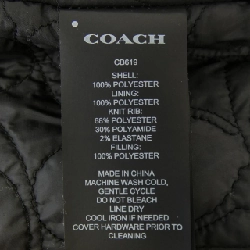 COACH
CB619
SHELL:
100% POLYESTER
LINING:
100% POLYESTER
KNIT RIB:
68% POLYESTER
30% POLYAMIDE
2% ELASTANE
FILLING:
100% POLYESTER
MADE IN CHINA
MACHINE WASH COLD,
GENTLE CYCLE
DO NOT BLEACH
LINE DRY
COOL IRON IF NEEDED
COVER HARDWARE PRIOR TO
CLEANING